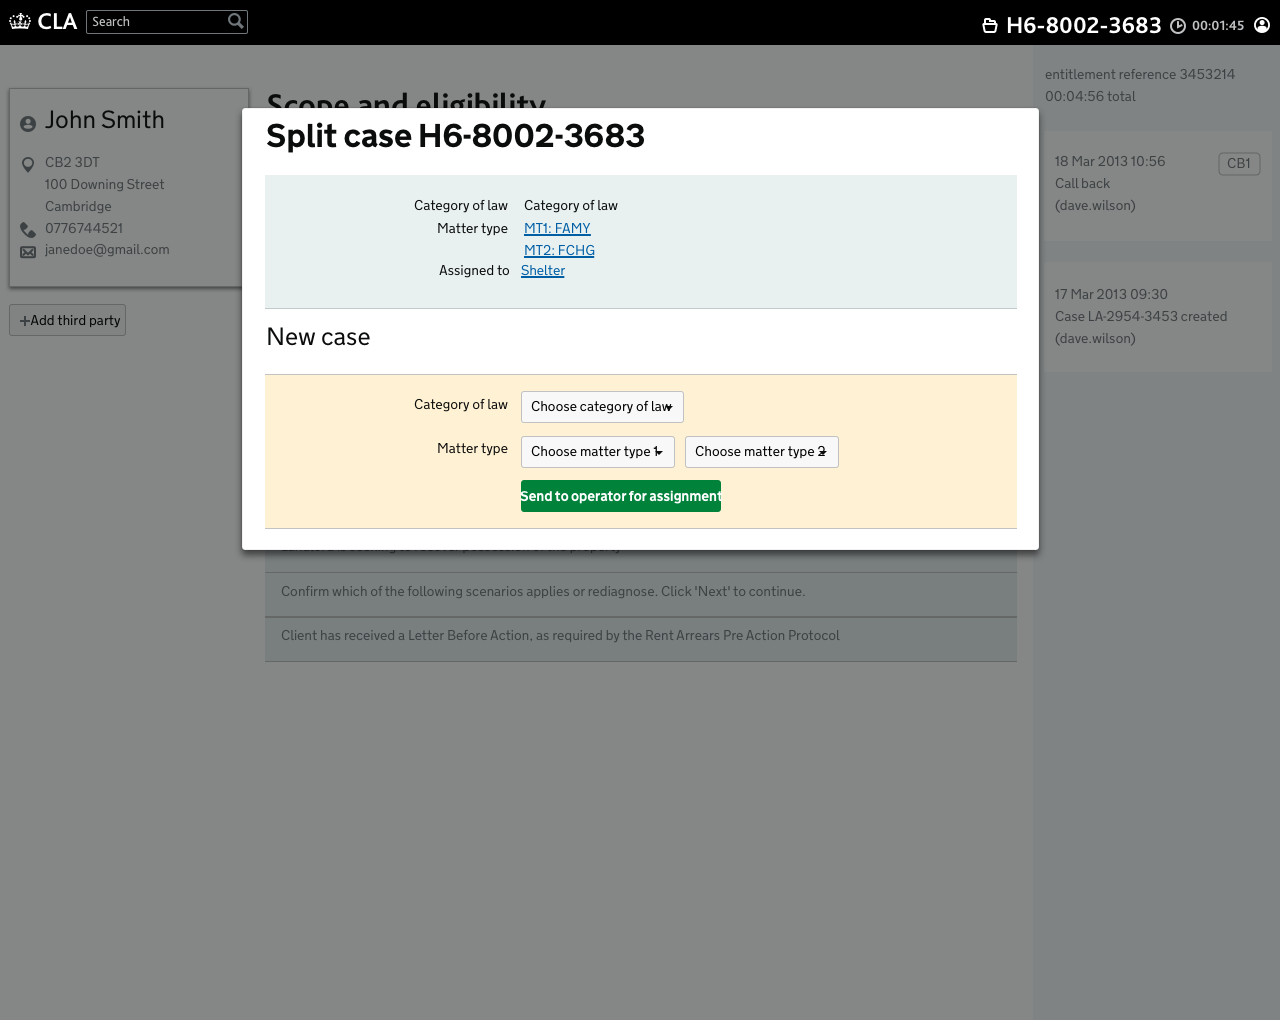 CLA
Search
H6-8002-3683
00:01:45
John Smith
CB2 3DT
100 Downing Street
Cambridge
0776744521
janedoe@gmail.com
Add third party
Scope and eligibility
Split case H6-8002-3683
Category of law Category of law
Matter type MT1: FAMY
MT2: FCHG
Assigned to Shelter
New case
Category of law Choose category of law
Matter type Choose matter type 1 Choose matter type 2
Send to operator for assignment
Confirm which of the following scenarios applies or rediagnose. Click 'Next' to continue.
Client has received a Letter Before Action, as required by the Rent Arrears Pre Action Protocol
entitlement reference 3453214
00:04:56 total
18 Mar 2013 10:56 CB1
Call back
(dave.wilson)
17 Mar 2013 09:30
Case LA-2954-3453 created
(dave.wilson)